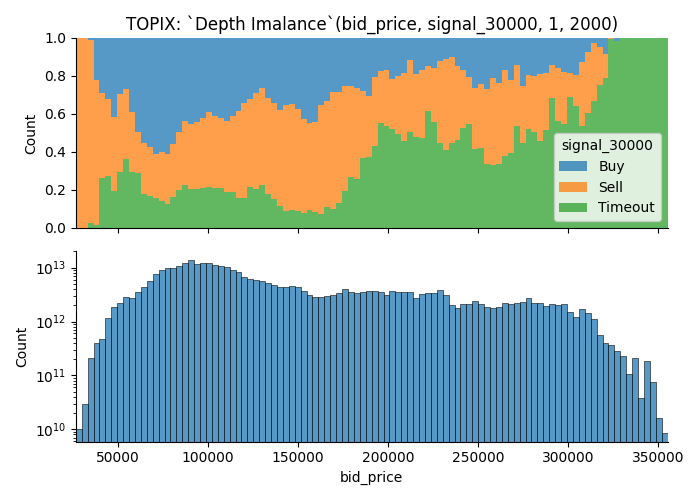 TOPIX: `Depth Imalance`(bid_price, signal_30000, 1, 2000)
1.0
0.8
0.6
0.4
0.2
0.0
Count
signal_30000
Buy
Sell
Timeout
10^13
10^12
10^11
10^10
Count
50000 100000 150000 200000 250000 300000 350000
bid_price